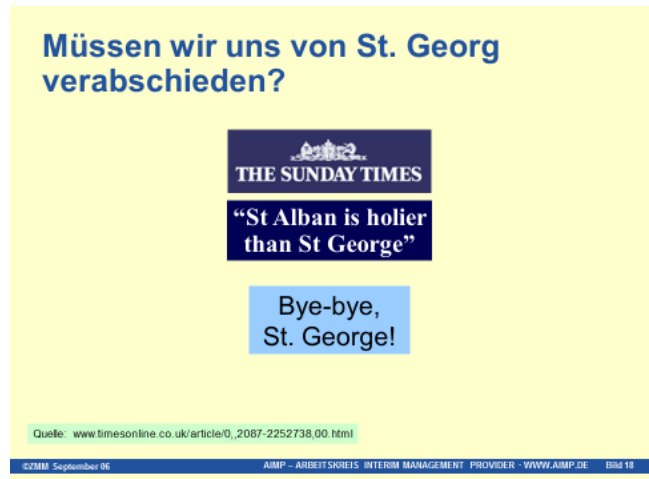 Müssen wir uns von St. Georg
verabschieden?
THE SUNDAY TIMES
“St Alban is holier
than St George”
Bye-bye,
St. George!
Quelle: www.timesonline.co.uk/article/0,,2087-2252738,00.html
©ZMM September 06 AIMP – ARBEITSKREIS INTERIM MANAGEMENT PROVIDER - WWW.AIMP.DE Bild 18